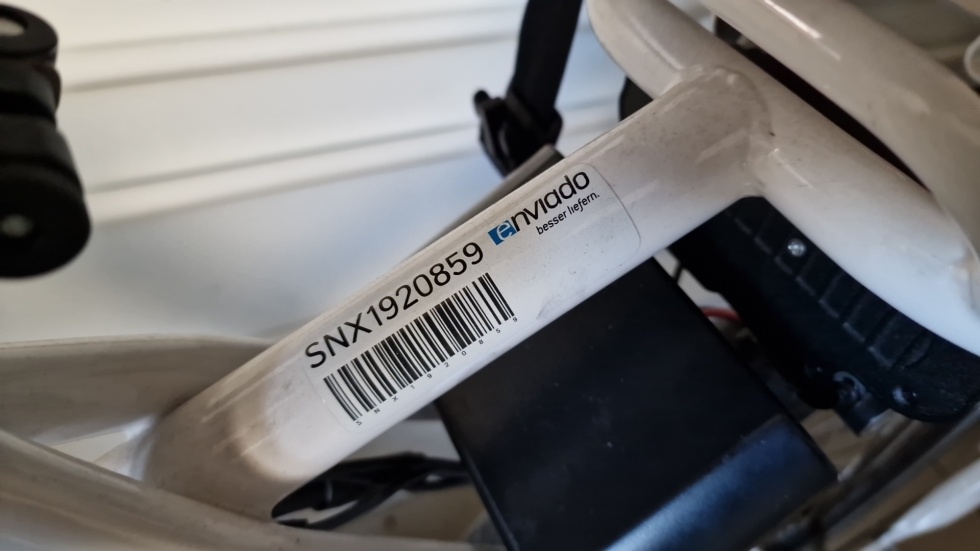 enviado
besser liefern.
SNX1920859
SNX1920859